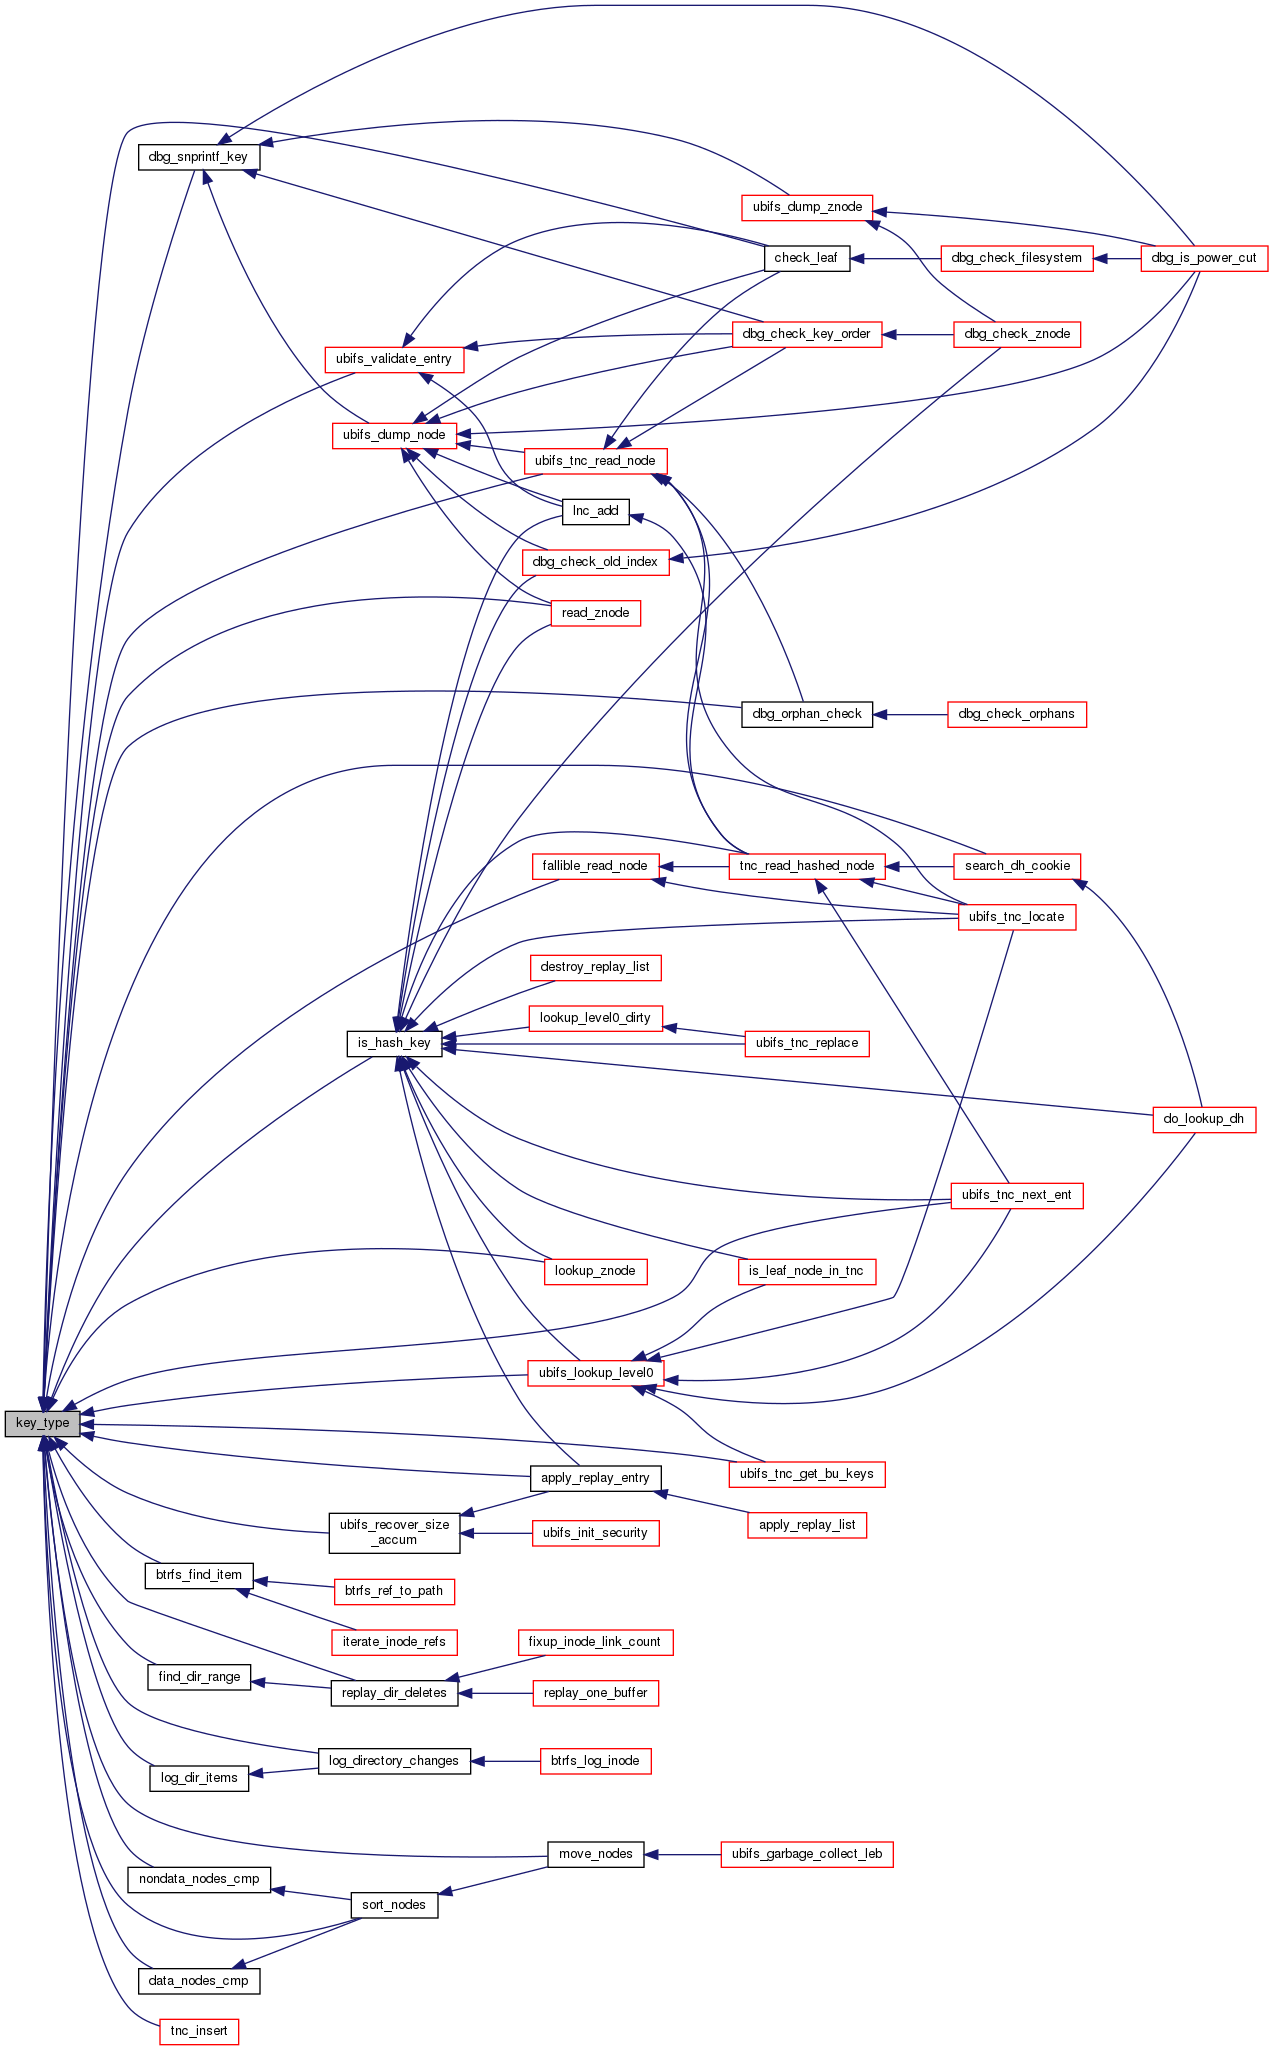 dbg_snprintf_key
ubifs_dump_znode
check_leaf
dbg_check_filesystem
dbg_is_power_cut
dbg_check_key_order
dbg_check_znode
ubifs_validate_entry
ubifs_dump_node
ubifs_tnc_read_node
lnc_add
dbg_check_old_index
read_znode
dbg_orphan_check
dbg_check_orphans
fallible_read_node
tnc_read_hashed_node
search_dh_cookie
ubifs_tnc_locate
destroy_replay_list
lookup_level0_dirty
is_hash_key
ubifs_tnc_replace
do_lookup_dh
ubifs_tnc_next_ent
lookup_znode
is_leaf_node_in_tnc
ubifs_lookup_level0
key_type
ubifs_tnc_get_bu_keys
apply_replay_entry
ubifs_recover_size
_accum
ubifs_init_security
apply_replay_list
btrfs_find_item
btrfs_ref_to_path
iterate_inode_refs
fixup_inode_link_count
find_dir_range
replay_dir_deletes
replay_one_buffer
log_directory_changes
btrfs_log_inode
log_dir_items
move_nodes
ubifs_garbage_collect_leb
nondata_nodes_cmp
sort_nodes
data_nodes_cmp
tnc_insert